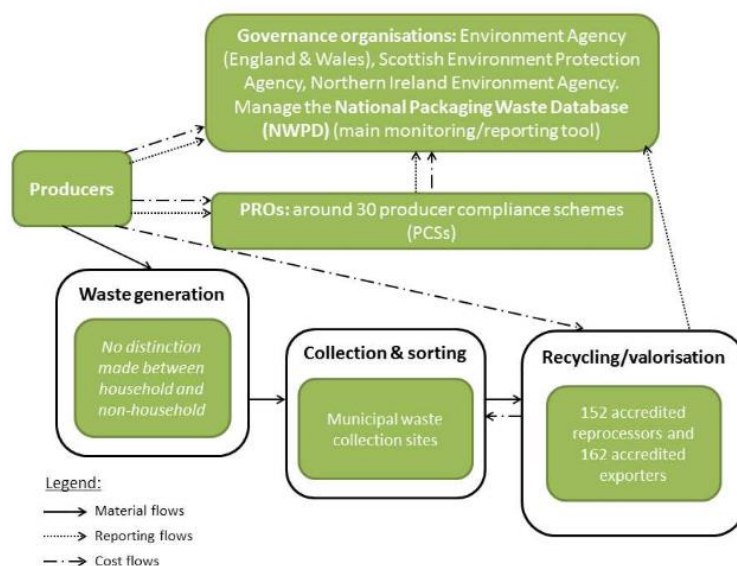 Governance organisations: Environment Agency
(England & Wales), Scottish Environment Protection
Agency, Northern Ireland Environment Agency.
Manage the National Packaging Waste Database
(NWPD) (main monitoring/reporting tool)
Producers
PROs: around 30 producer compliance schemes
(PCSs)
Waste generation
No distinction
made between
household and
non-household
Collection & sorting
Municipal waste
collection sites
Recycling/valorisation
152 accredited
reprocessors and
162 accredited
exporters
Legend:
Material flows
Reporting flows
Cost flows